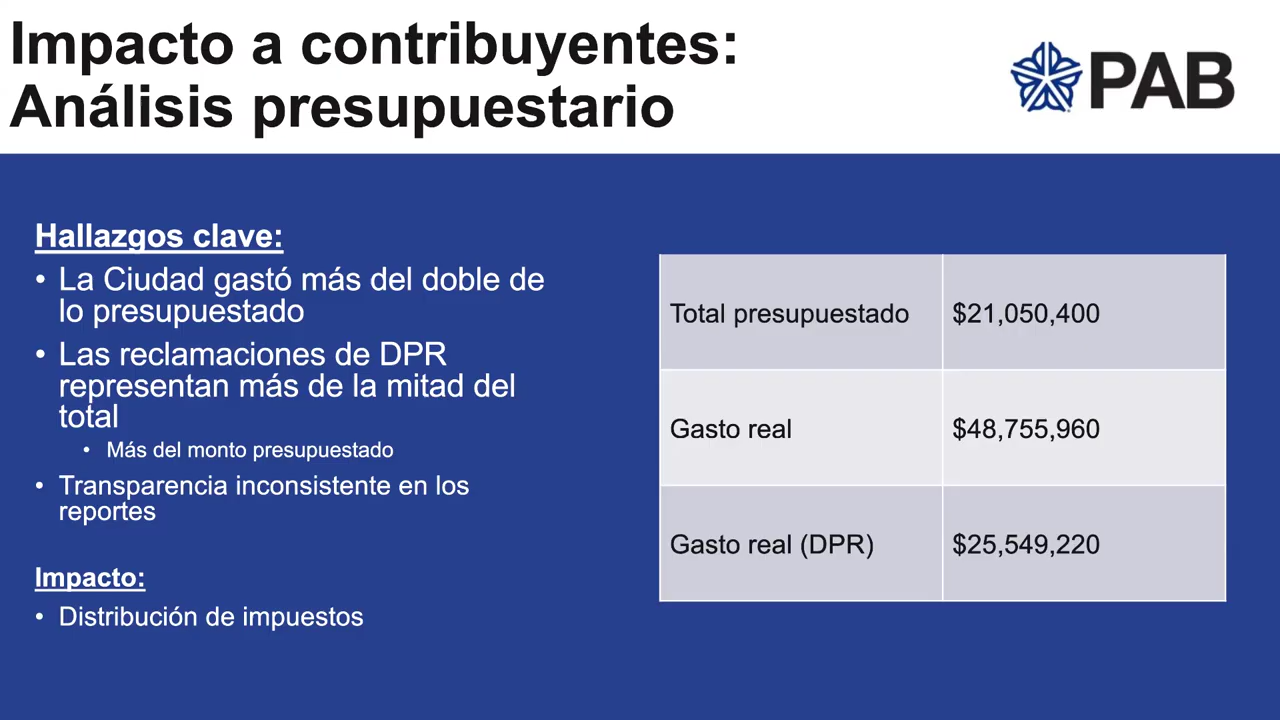 Impacto a contribuyentes:
Análisis presupuestario
PAB
Hallazgos clave:
• La Ciudad gastó más del doble de
lo presupuestado
• Las reclamaciones de DPR
representan más de la mitad del
total
• Más del monto presupuestado
• Transparencia inconsistente en los
reportes
Impacto:
• Distribución de impuestos
Total presupuestado $21,050,400
Gasto real $48,755,960
Gasto real (DPR) $25,549,220